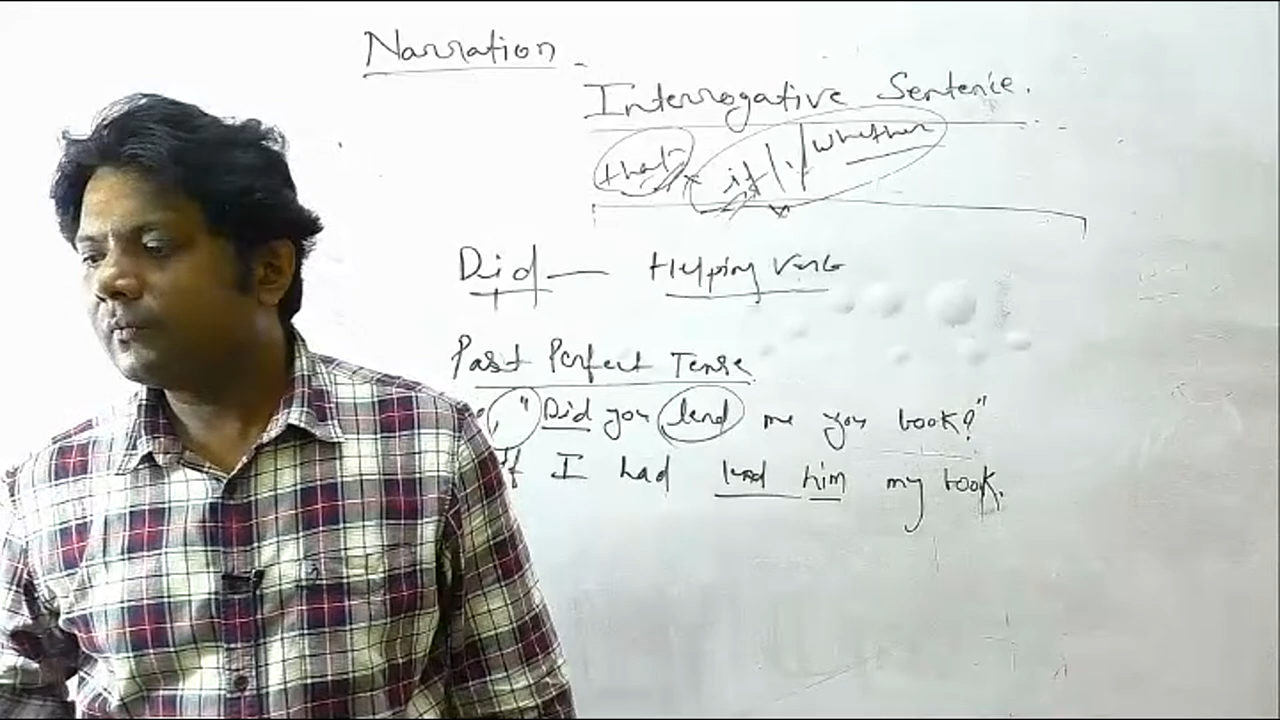 Narration
Interrogative Sentence.
that if / whether
Did — Helping Verb
Past Perfect Tense
, " Did you lend me you book?"
If I had lend him my book.